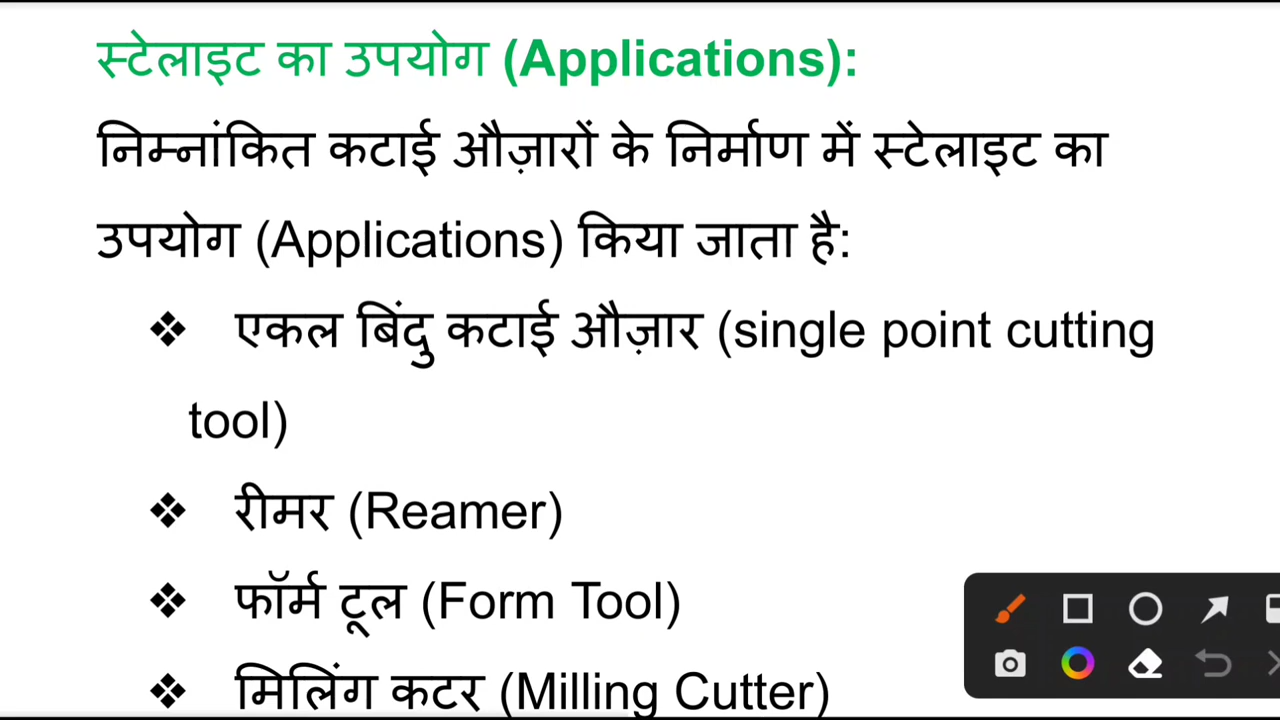 स्टेलाइट का उपयोग (Applications):
निम्नांकित कटाई औज़ारों के निर्माण में स्टेलाइट का
उपयोग (Applications) किया जाता है:
❖ एकल बिंदु कटाई औज़ार (single point cutting
tool)
❖ रीमर (Reamer)
❖ फॉर्म टूल (Form Tool)
❖ मिलिंग कटर (Milling Cutter)